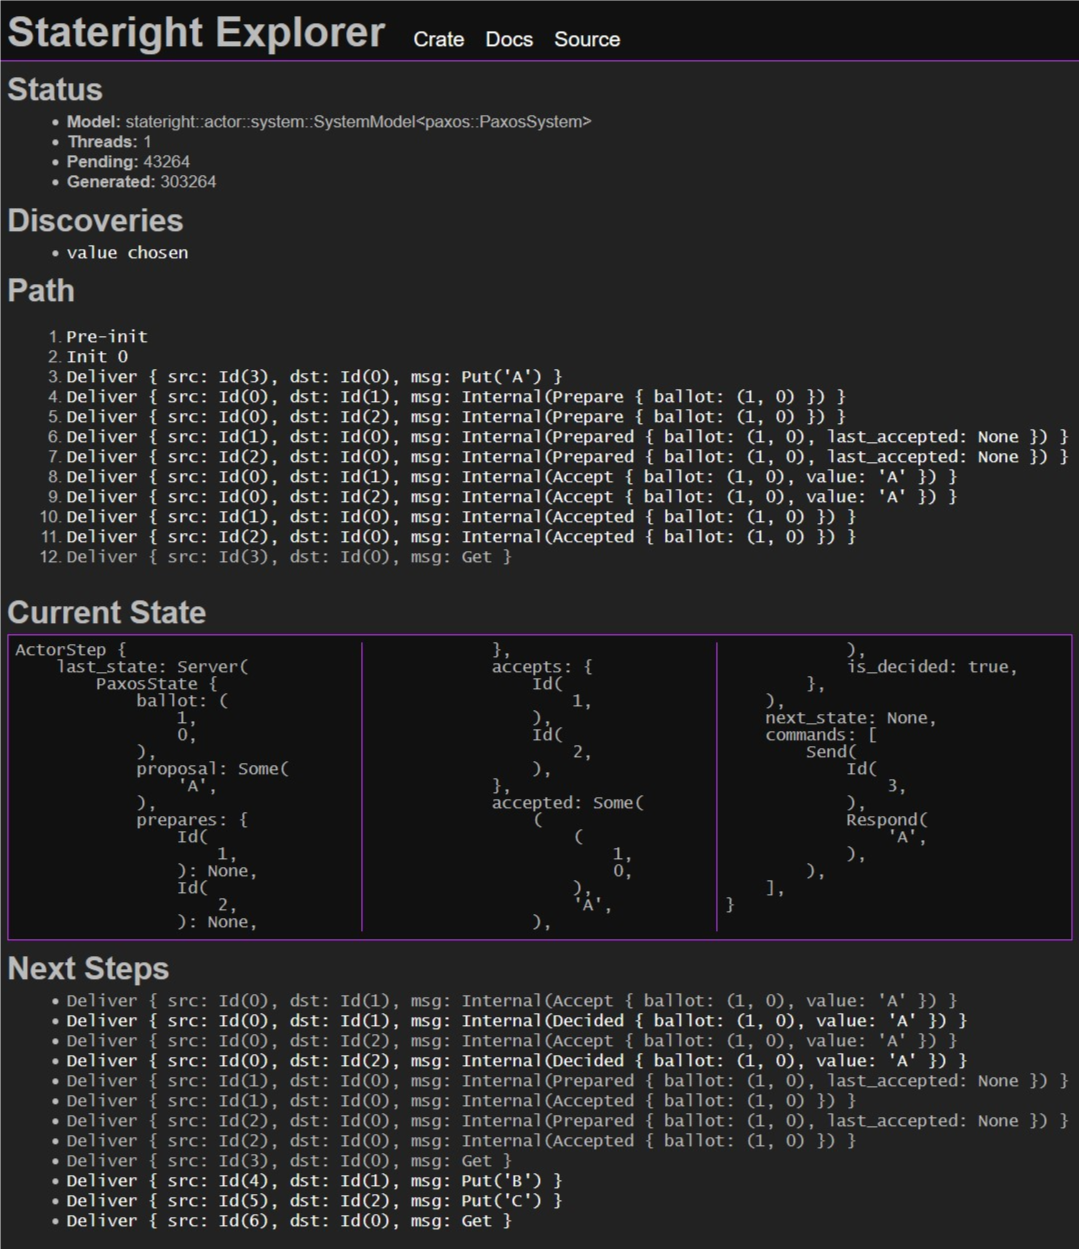 Stateright Explorer Crate Docs Source
Status
• Model: stateright::actor::system::SystemModel<paxos::PaxosSystem>
• Threads: 1
• Pending: 43264
• Generated: 303264
Discoveries
• value chosen
Path
1. Pre-init
2. Init 0
3. Deliver { src: Id(3), dst: Id(0), msg: Put('A') }
4. Deliver { src: Id(0), dst: Id(1), msg: Internal(Prepare { ballot: (1, 0) }) }
5. Deliver { src: Id(0), dst: Id(2), msg: Internal(Prepare { ballot: (1, 0) }) }
6. Deliver { src: Id(1), dst: Id(0), msg: Internal(Prepared { ballot: (1, 0), last_accepted: None }) }
7. Deliver { src: Id(2), dst: Id(0), msg: Internal(Prepared { ballot: (1, 0), last_accepted: None }) }
8. Deliver { src: Id(0), dst: Id(1), msg: Internal(Accept { ballot: (1, 0), value: 'A' }) }
9. Deliver { src: Id(0), dst: Id(2), msg: Internal(Accept { ballot: (1, 0), value: 'A' }) }
10. Deliver { src: Id(1), dst: Id(0), msg: Internal(Accepted { ballot: (1, 0) }) }
11. Deliver { src: Id(2), dst: Id(0), msg: Internal(Accepted { ballot: (1, 0) }) }
12. Deliver { src: Id(3), dst: Id(0), msg: Get }
Current State
ActorStep {
last_state: Server(
PaxosState {
ballot: (
1,
0,
),
proposal: Some(
'A',
),
prepares: {
Id(
1,
): None,
Id(
2,
): None,
},
accepts: {
Id(
1,
),
Id(
2,
),
},
accepted: Some(
(
(
1,
0,
),
'A',
),
),
is_decided: true,
},
),
next_state: None,
commands: [
Send(
Id(
3,
),
Respond(
'A',
),
),
],
}
Next Steps
• Deliver { src: Id(0), dst: Id(1), msg: Internal(Accept { ballot: (1, 0), value: 'A' }) }
• Deliver { src: Id(0), dst: Id(1), msg: Internal(Decided { ballot: (1, 0), value: 'A' }) }
• Deliver { src: Id(0), dst: Id(2), msg: Internal(Accept { ballot: (1, 0), value: 'A' }) }
• Deliver { src: Id(0), dst: Id(2), msg: Internal(Decided { ballot: (1, 0), value: 'A' }) }
• Deliver { src: Id(1), dst: Id(0), msg: Internal(Prepared { ballot: (1, 0), last_accepted: None }) }
• Deliver { src: Id(1), dst: Id(0), msg: Internal(Accepted { ballot: (1, 0) }) }
• Deliver { src: Id(2), dst: Id(0), msg: Internal(Prepared { ballot: (1, 0), last_accepted: None }) }
• Deliver { src: Id(2), dst: Id(0), msg: Internal(Accepted { ballot: (1, 0) }) }
• Deliver { src: Id(3), dst: Id(0), msg: Get }
• Deliver { src: Id(4), dst: Id(1), msg: Put('B') }
• Deliver { src: Id(5), dst: Id(2), msg: Put('C') }
• Deliver { src: Id(6), dst: Id(0), msg: Get }